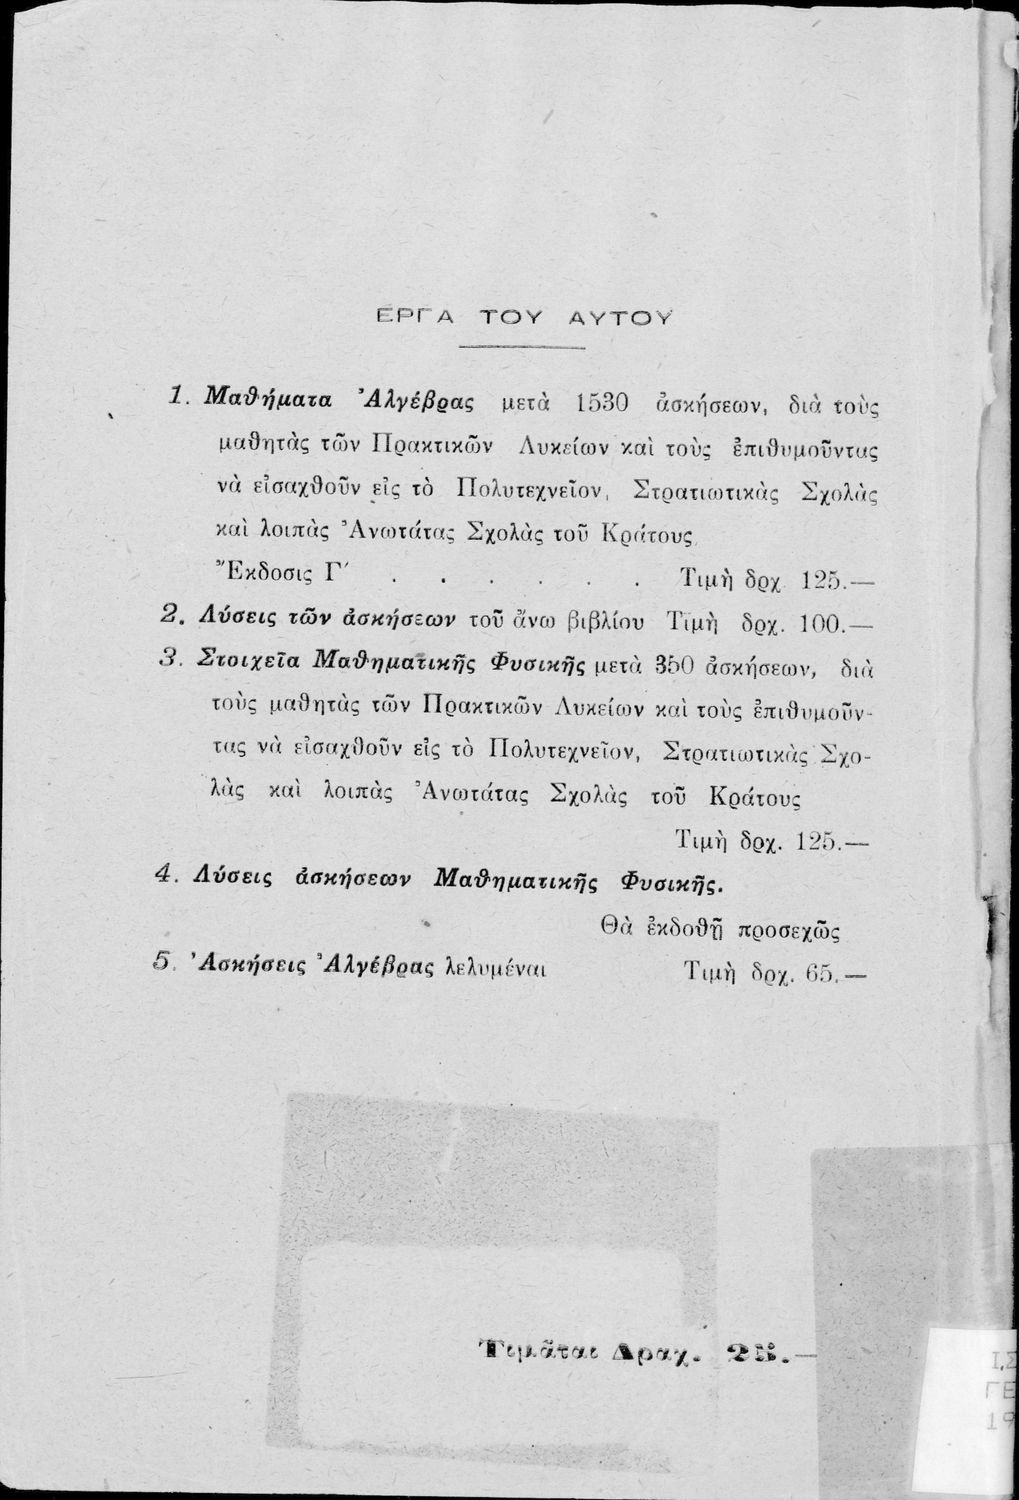 ΕΡΓΑ ΤΟΥ ΑΥΤΟΥ
1. Μαθήματα Ἀλγέβρας μετὰ 1530 ἀσκήσεων, διὰ τοὺς
μαθητὰς τῶν Πρακτικῶν Λυκείων καὶ τοὺς ἐπιθυμοῦντας
νὰ εἰσαχθοῦν εἰς τὸ Πολυτεχνεῖον, Στρατιωτικὰς Σχολὰς
καὶ λοιπὰς Ἀνωτάτας Σχολὰς τοῦ Κράτους.
Ἔκδοσις Γ΄ . . . . . . Τιμὴ δρχ. 125.—
2. Λύσεις τῶν ἀσκήσεων τοῦ ἄνω βιβλίου Τιμὴ δρχ. 100.—
3. Στοιχεῖα Μαθηματικῆς Φυσικῆς μετὰ 350 ἀσκήσεων, διὰ
τοὺς μαθητὰς τῶν Πρακτικῶν Λυκείων καὶ τοὺς ἐπιθυμοῦν-
τας νὰ εἰσαχθοῦν εἰς τὸ Πολυτεχνεῖον, Στρατιωτικὰς Σχο-
λὰς καὶ λοιπὰς Ἀνωτάτας Σχολὰς τοῦ Κράτους
Τιμὴ δρχ. 125.—
4. Λύσεις ἀσκήσεων Μαθηματικῆς Φυσικῆς.
Θὰ ἐκδοθῇ προσεχῶς
5. Ἀσκήσεις Ἀλγέβρας λελυμέναι Τιμὴ δρχ. 65.—
Τιμᾶται Δραχ. 25.—
Ι.Σ
ΓΕ
19